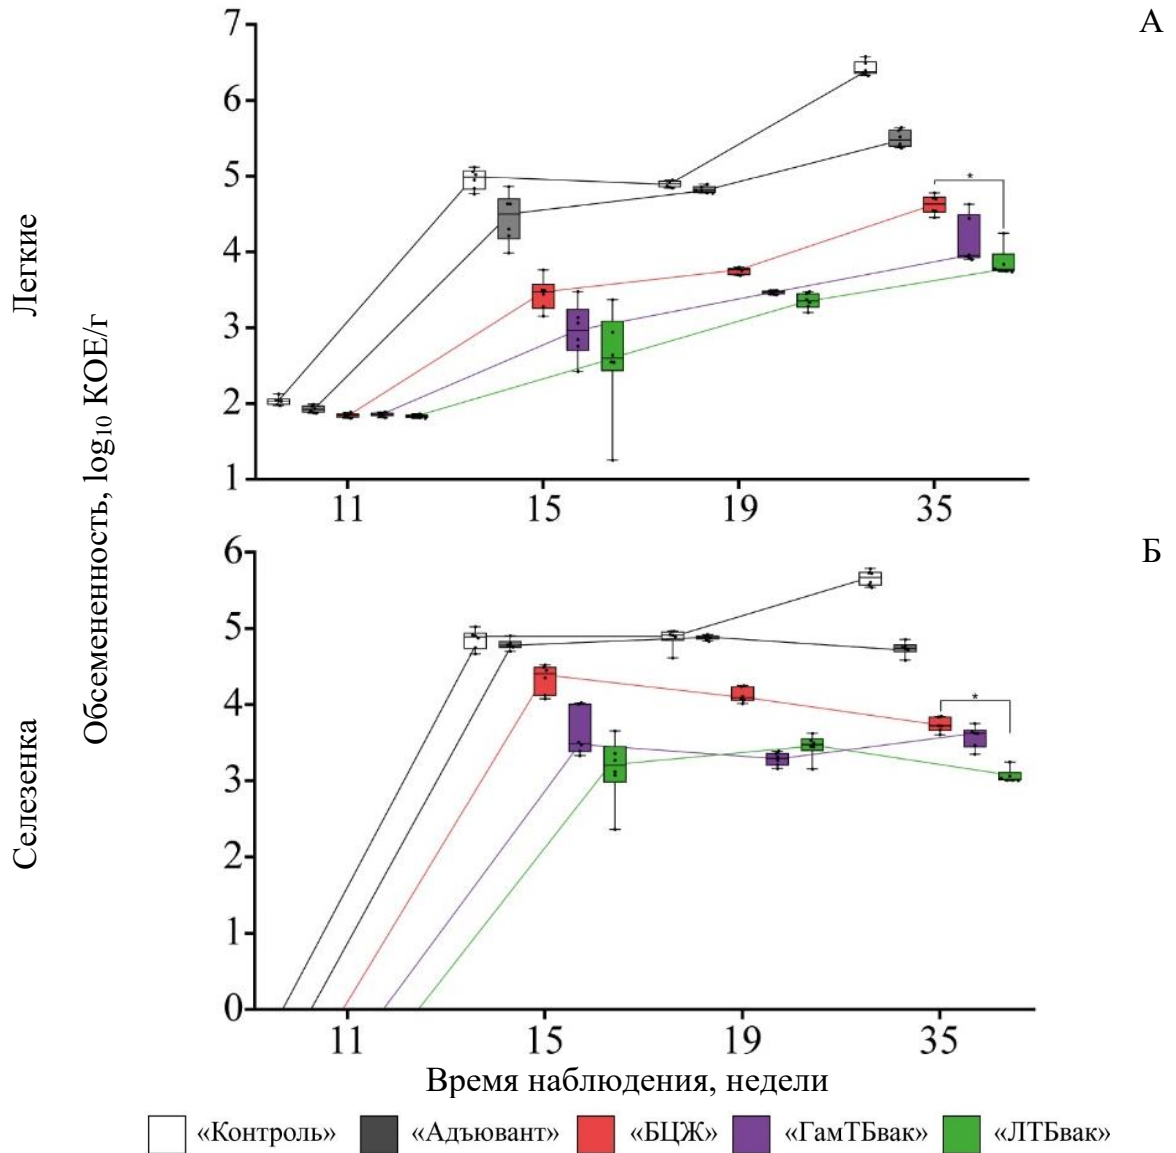 А
Легкие
Обсемененность, log₁₀ КОЕ/г
7
6
5
4
3
2
1
*
11 15 19 35
Б
Селезенка
6
5
4
3
2
1
0
*
11 15 19 35
Время наблюдения, недели
«Контроль» «Адъювант» «БЦЖ» «ГамТБвак» «ЛТБвак»